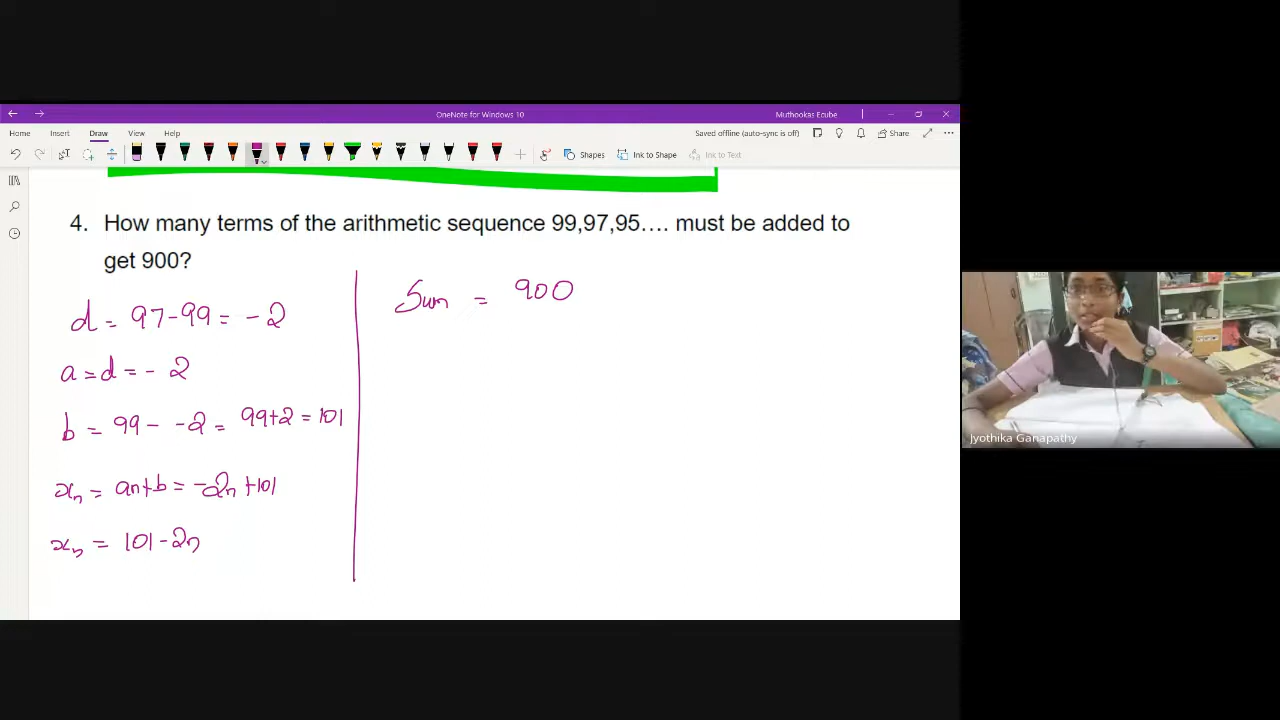 OneNote for Windows 10
Muthookas Ecube
Home Insert Draw View Help
Saved offline (auto-sync is off)
Share
Shapes
Ink to Shape
Ink to Text
4. How many terms of the arithmetic sequence 99,97,95…. must be added to
get 900?
d = 97-99 = -2
a = d = - 2
b = 99 - -2 = 99+2 = 101
xₙ = an+b = -2n +101
xₙ = 101-2n
Sum = 900
Jyothika Ganapathy